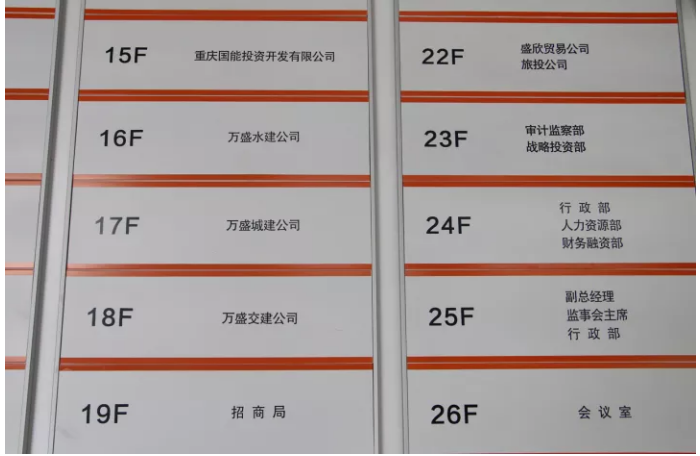 15F 重庆国能投资开发有限公司
16F 万盛水建公司
17F 万盛城建公司
18F 万盛交建公司
19F 招商局
22F 盛欣贸易公司
旅投公司
23F 审计监察部
战略投资部
24F 行政部
人力资源部
财务融资部
25F 副总经理
监事会主席
行政部
26F 会议室